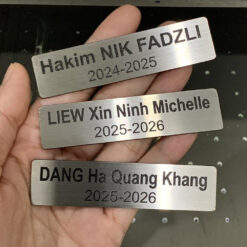 Hakim NIK FADZLI
2024-2025
LIEW Xin Ninh Michelle
2025-2026
DANG Ha Quang Khang
2025-2026